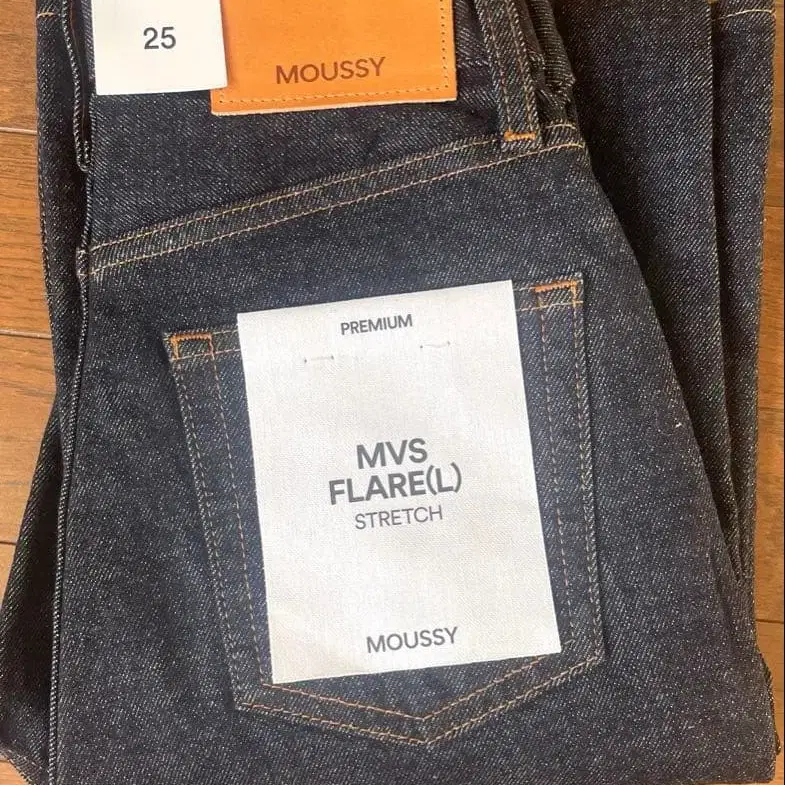 25
MOUSSY
PREMIUM
MVS
FLARE(L)
STRETCH
MOUSSY